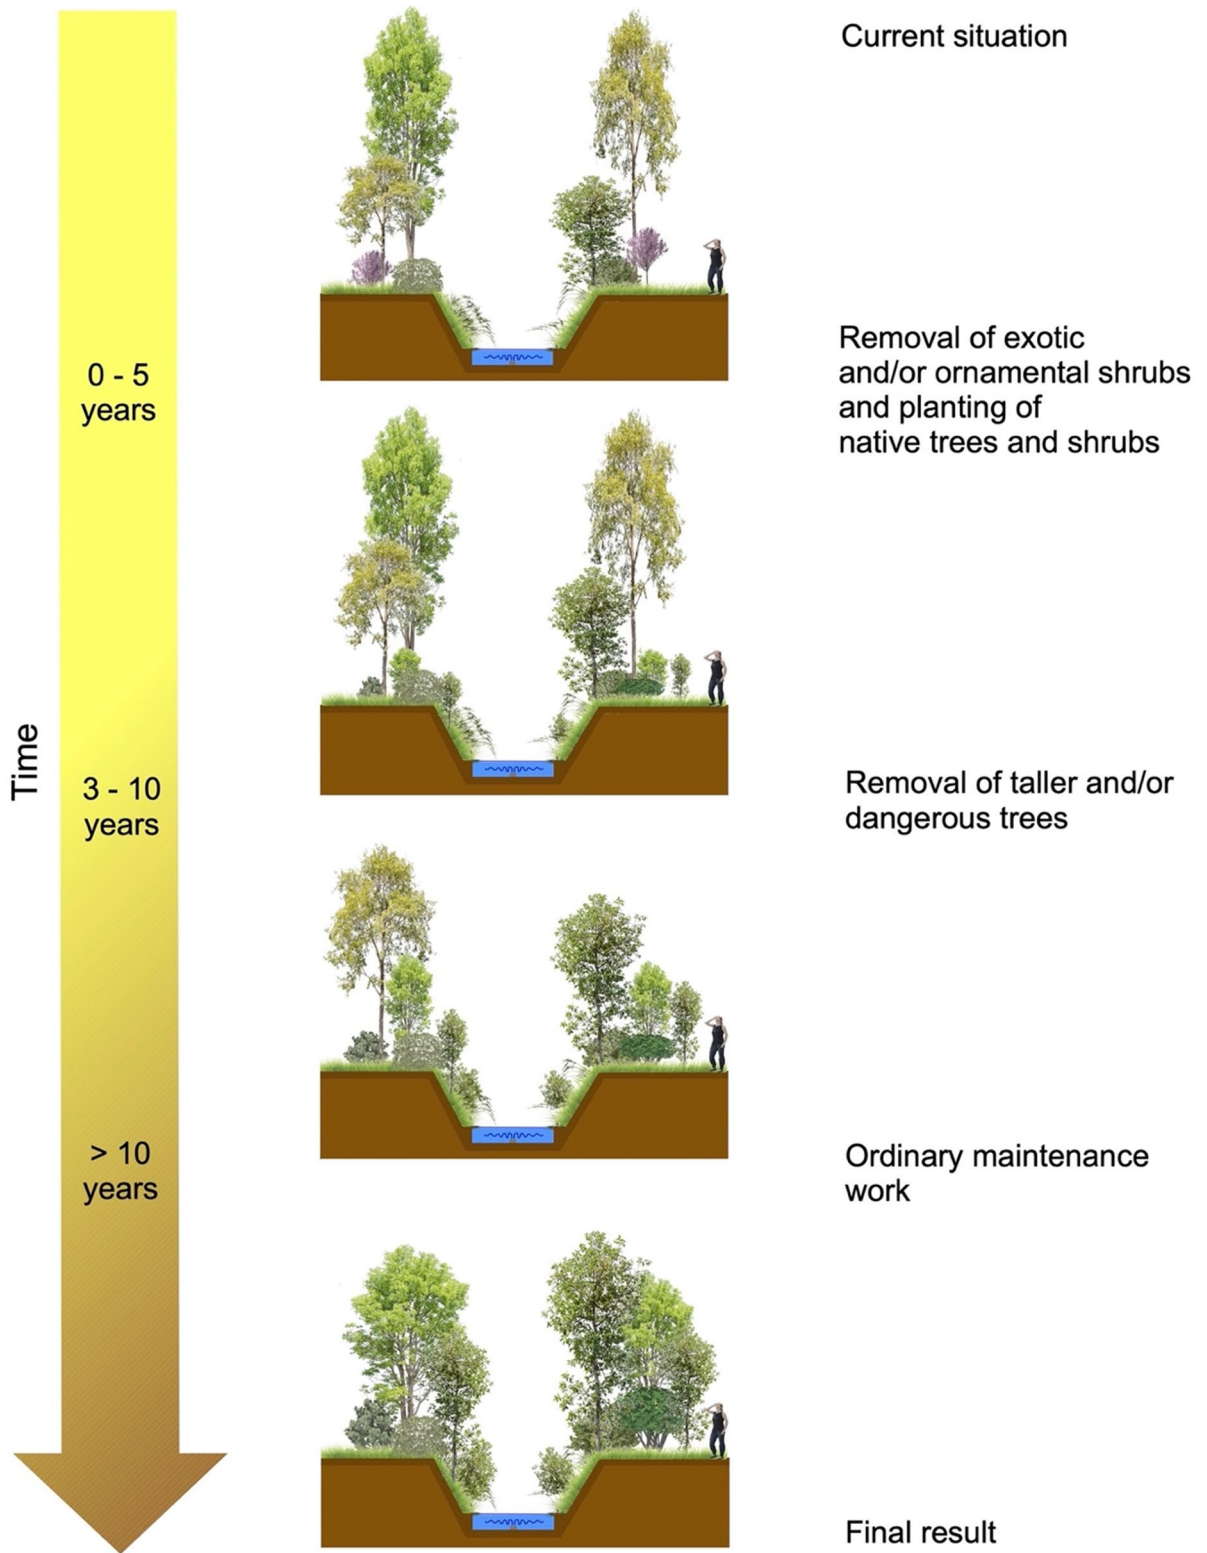 Current situation
0 - 5
years
Removal of exotic
and/or ornamental shrubs
and planting of
native trees and shrubs
Time
3 - 10
years
Removal of taller and/or
dangerous trees
> 10
years
Ordinary maintenance
work
Final result